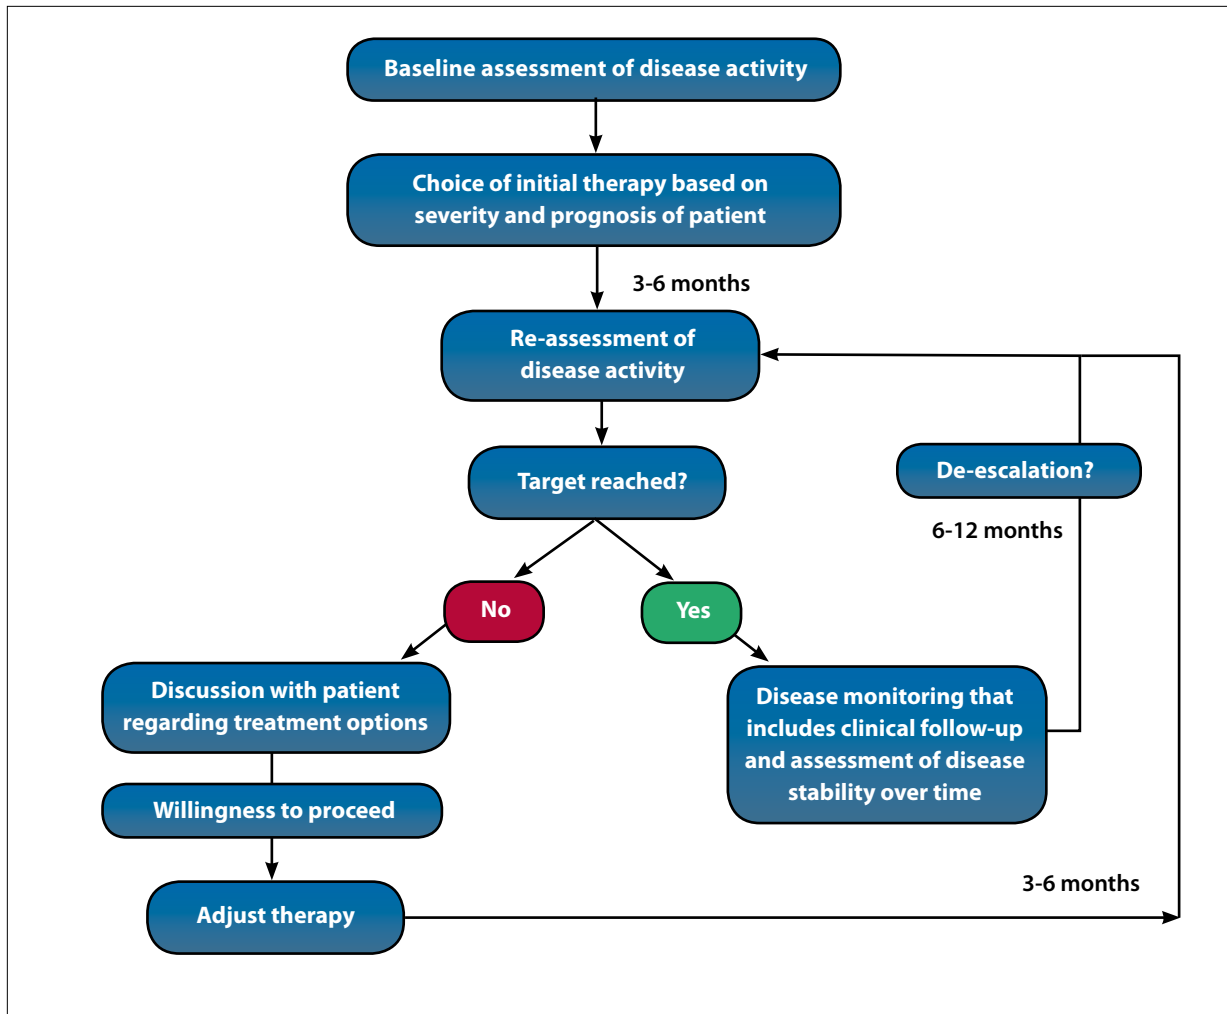 Baseline assessment of disease activity
Choice of initial therapy based on
severity and prognosis of patient
3-6 months
Re-assessment of
disease activity
Target reached?
De-escalation?
6-12 months
No
Yes
Discussion with patient
regarding treatment options
Disease monitoring that
includes clinical follow-up
and assessment of disease
stability over time
Willingness to proceed
Adjust therapy
3-6 months